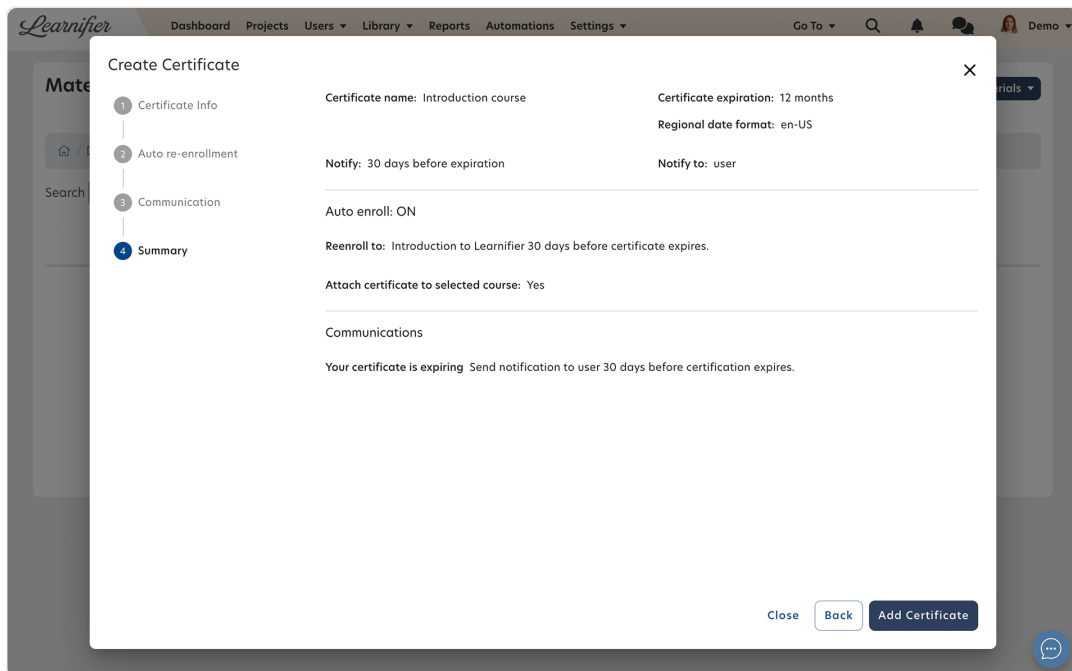 Learnifier Dashboard Projects Users Library Reports Automations Settings Go To Demo
Create Certificate
Mate
rials
1 Certificate Info
Certificate name: Introduction course
Certificate expiration: 12 months
Regional date format: en-US
2 Auto re-enrollment
/
Notify: 30 days before expiration
Notify to: user
Search
3 Communication
Auto enroll: ON
4 Summary
Reenroll to: Introduction to Learnifier 30 days before certificate expires.
Attach certificate to selected course: Yes
Communications
Your certificate is expiring Send notification to user 30 days before certification expires.
Close Back Add Certificate